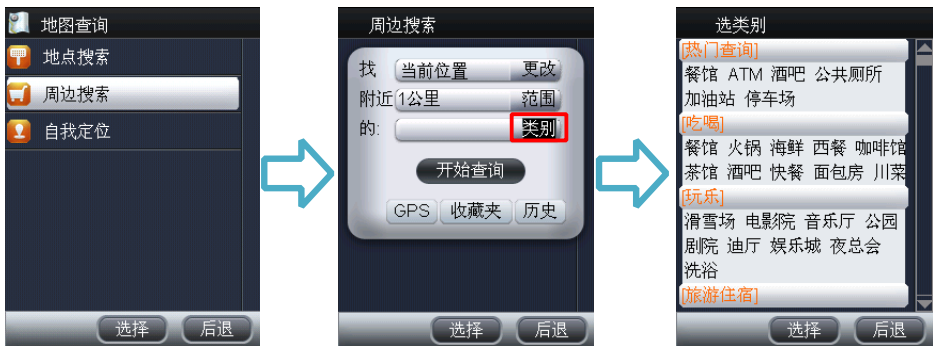 地图查询
地点搜索
周边搜索
自我定位
选择 后退
周边搜索
找 当前位置 更改
附近 1公里 范围
的: 类别
开始查询
GPS 收藏夹 历史
选择 后退
选类别
[热门查询]
餐馆 ATM 酒吧 公共厕所
加油站 停车场
[吃喝]
餐馆 火锅 海鲜 西餐 咖啡馆
茶馆 酒吧 快餐 面包房 川菜
[玩乐]
滑雪场 电影院 音乐厅 公园
剧院 迪厅 娱乐城 夜总会
洗浴
[旅游住宿]
选择 后退